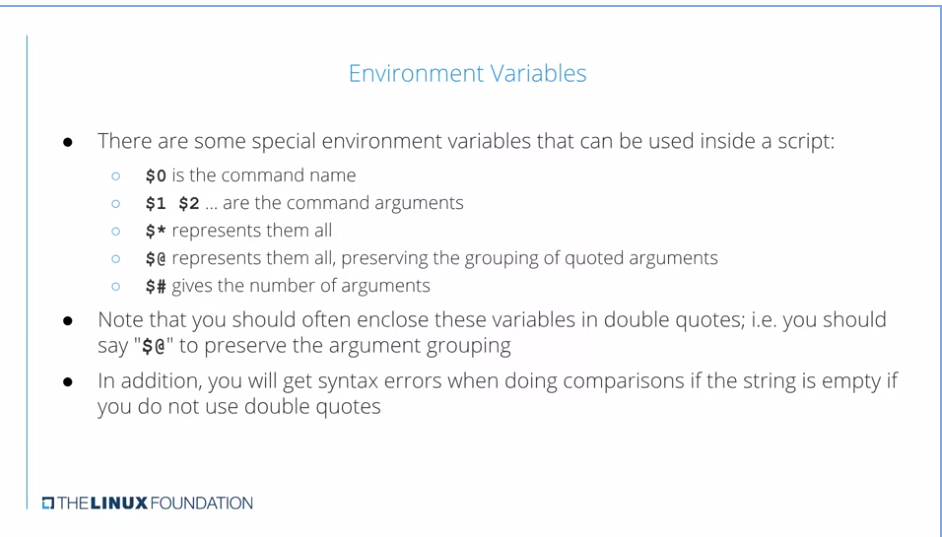 Environment Variables
● There are some special environment variables that can be used inside a script:
○ $0 is the command name
○ $1 $2 ... are the command arguments
○ $* represents them all
○ $@ represents them all, preserving the grouping of quoted arguments
○ $# gives the number of arguments
● Note that you should often enclose these variables in double quotes; i.e. you should
say "$@" to preserve the argument grouping
● In addition, you will get syntax errors when doing comparisons if the string is empty if
you do not use double quotes
THE LINUX FOUNDATION